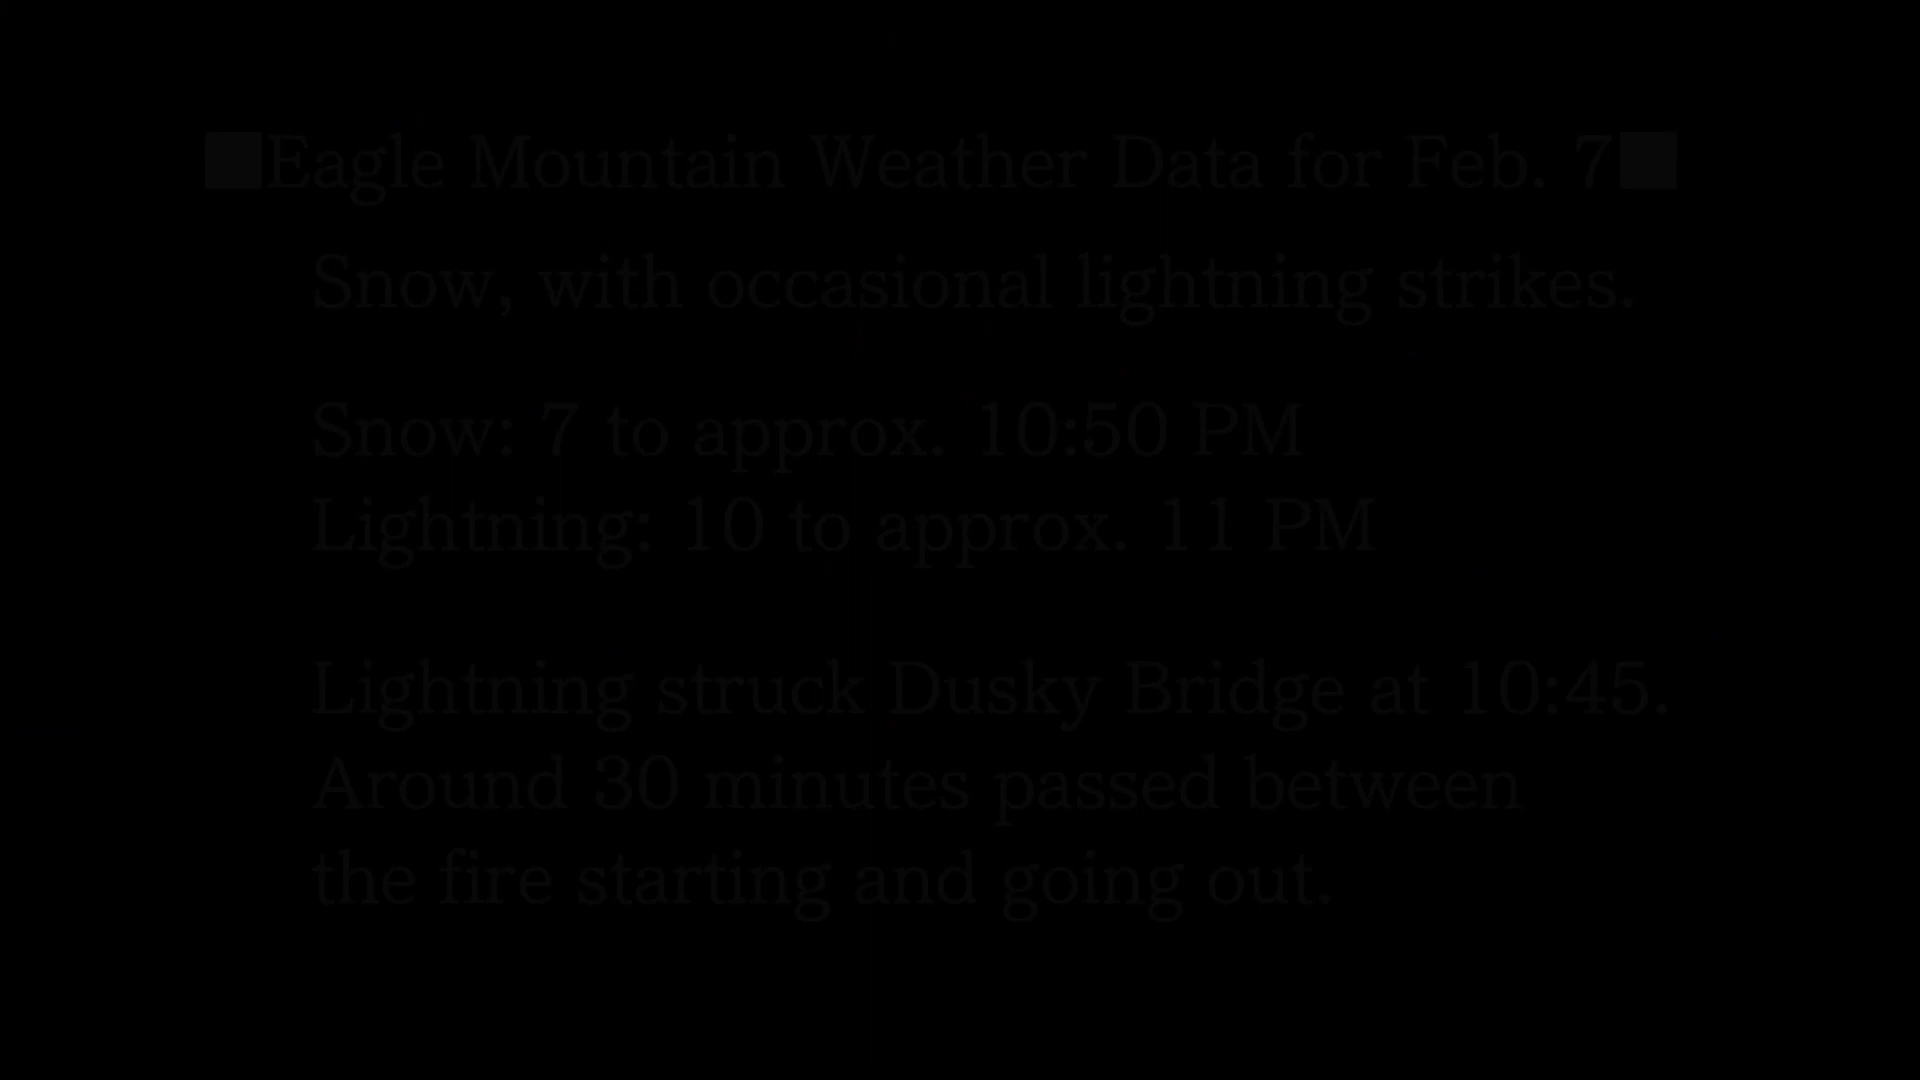 ■Eagle Mountain Weather Data for Feb. 7■
Snow, with occasional lightning strikes.
Snow: 7 to approx. 10:50 PM
Lightning: 10 to approx. 11 PM
Lightning struck Dusky Bridge at 10:45.
Around 30 minutes passed between
the fire starting and going out.